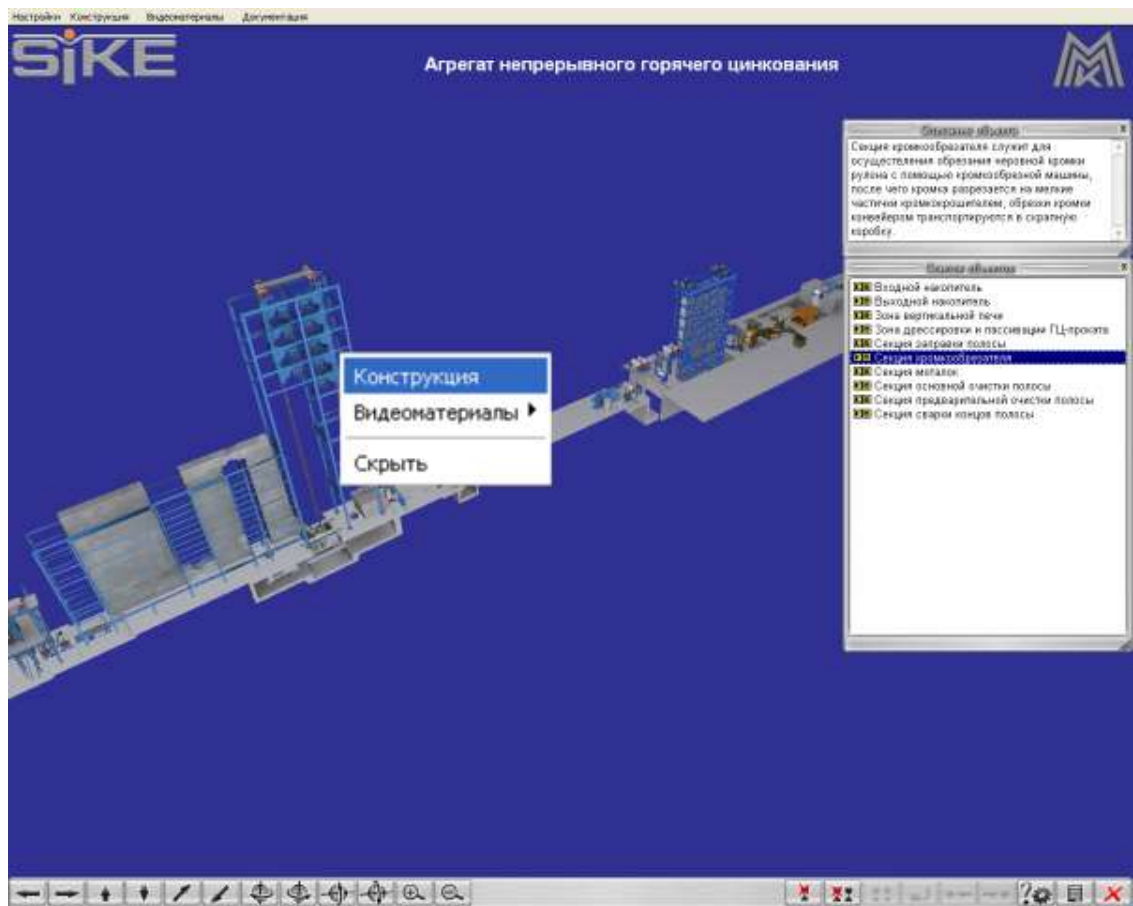 Настройки Конструкция Видеоматериалы Документация
SiKE
Агрегат непрерывного горячего цинкования
ММК
Описание объекта
Секция кромкообрезателя служит для
осуществления обрезания неровной кромки
рулона с помощью кромкообрезной машины,
после чего кромка разрезается на мелкие
частички кромкокрошителем, обрезки кромки
конвейером транспортируются в скрапную
коробку.
Список объектов
Входной накопитель
Выходной накопитель
Зона вертикальной печи
Зона дрессировки и пассивации ГЦ-проката
Секция заправки полосы
Секция кромкообрезателя
Секция моталок
Секция основной очистки полосы
Секция предварительной очистки полосы
Секция сварки концов полосы
Конструкция
Видеоматериалы
Скрыть